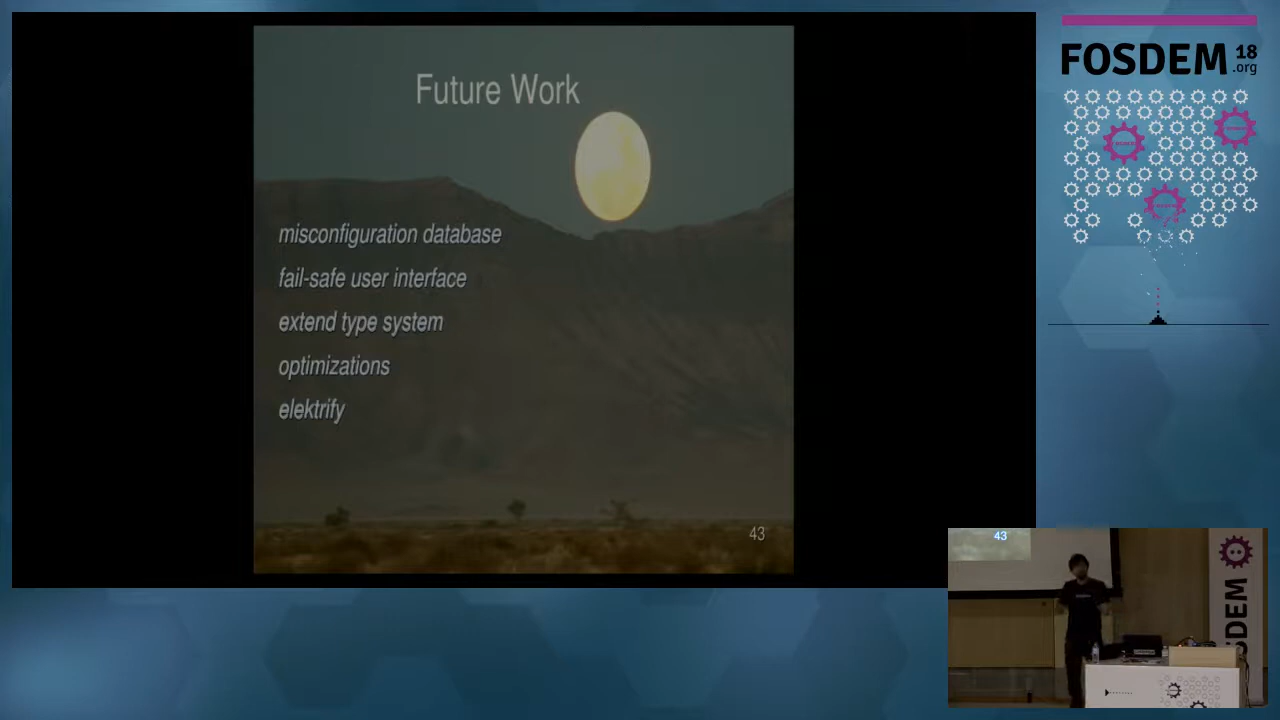 Future Work
misconfiguration database
fail-safe user interface
extend type system
optimizations
elektrify
43
FOSDEM 18
.org
43
FOSDEM